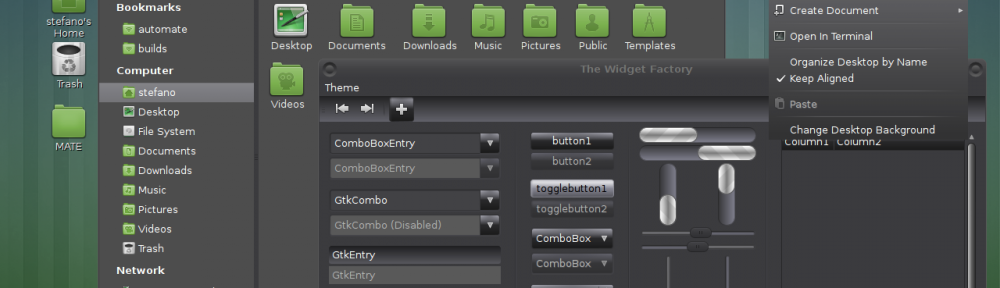 stefano's
Home
Trash
MATE
Bookmarks
automate
builds
Computer
stefano
Desktop
File System
Documents
Downloads
Music
Pictures
Videos
Trash
Network
Desktop
Documents
Downloads
Music
Pictures
Public
Templates
Videos
The Widget Factory
Theme
ComboBoxEntry
ComboBoxEntry
GtkCombo
GtkCombo (Disabled)
GtkEntry
GtkEntry
button1
button2
togglebutton1
togglebutton2
ComboBox
ComboBox
Create Document
Open In Terminal
Organize Desktop by Name
Keep Aligned
Paste
Change Desktop Background
Column1 Column2